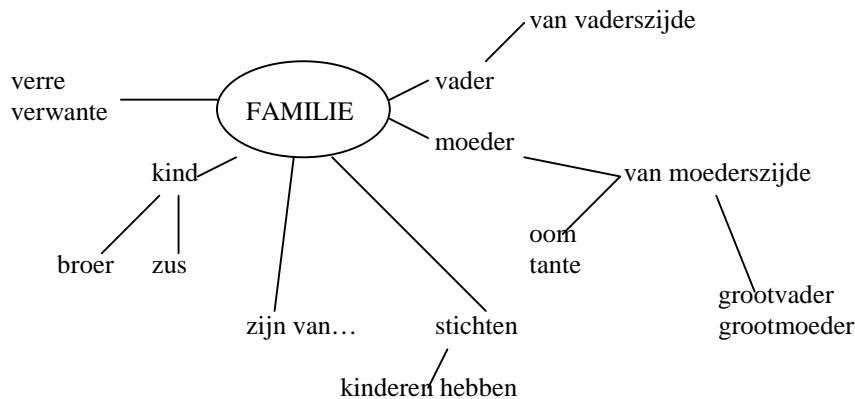 van vaderszijde
verre
verwante
vader
FAMILIE
moeder
kind
van moederszijde
broer
zus
oom
tante
grootvader
grootmoeder
zijn van…
stichten
kinderen hebben